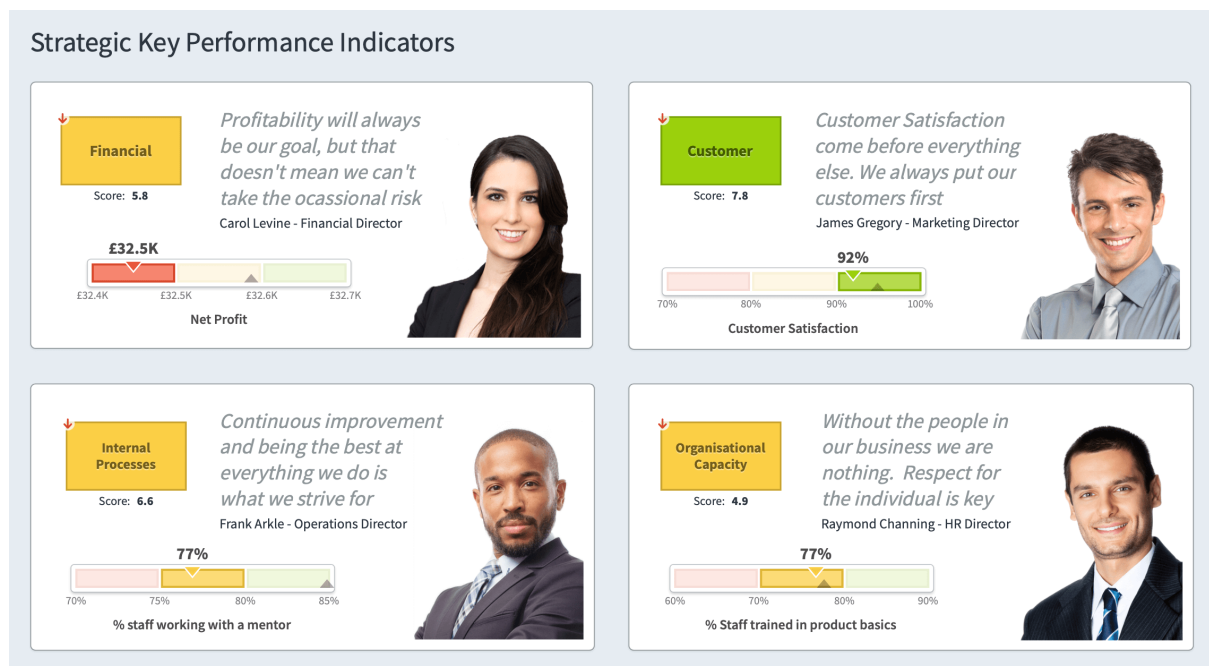 Strategic Key Performance Indicators
Financial
Score: 5.8
Profitability will always
be our goal, but that
doesn't mean we can't
take the ocassional risk
Carol Levine - Financial Director
£32.5K
£32.4K £32.5K £32.6K £32.7K
Net Profit
Customer
Score: 7.8
Customer Satisfaction
come before everything
else. We always put our
customers first
James Gregory - Marketing Director
92%
70% 80% 90% 100%
Customer Satisfaction
Internal
Processes
Score: 6.6
Continuous improvement
and being the best at
everything we do is
what we strive for
Frank Arkle - Operations Director
77%
70% 75% 80% 85%
% staff working with a mentor
Organisational
Capacity
Score: 4.9
Without the people in
our business we are
nothing. Respect for
the individual is key
Raymond Channing - HR Director
77%
60% 70% 80% 90%
% Staff trained in product basics